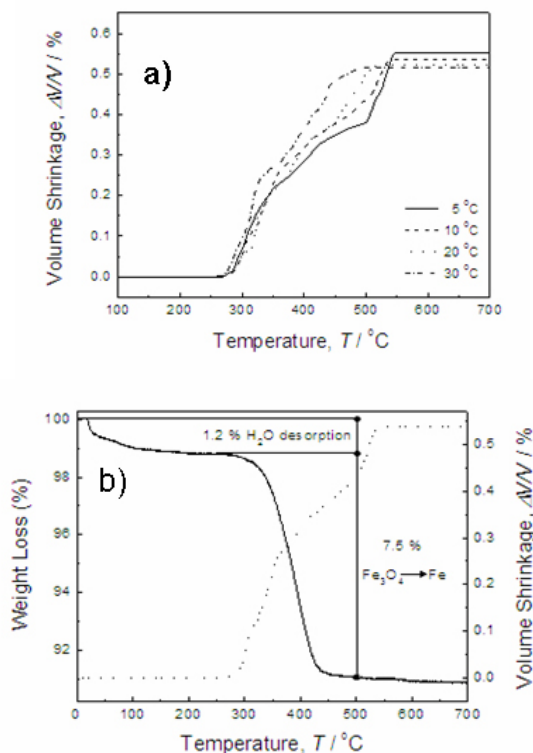 a)
Volume Shrinkage, ΔV/V / %
0.6
0.5
0.4
0.3
0.2
0.1
0.0
5 °C
10 °C
20 °C
30 °C
100 200 300 400 500 600 700
Temperature, T / °C
b)
Weight Loss (%)
100
98
96
94
92
1.2 % H₂O desorption
7.5 %
Fe₃O₄ → Fe
0.5
0.4
0.3
0.2
0.1
0.0
Volume Shrinkage, ΔV/V / %
0 100 200 300 400 500 600 700
Temperature, T / °C